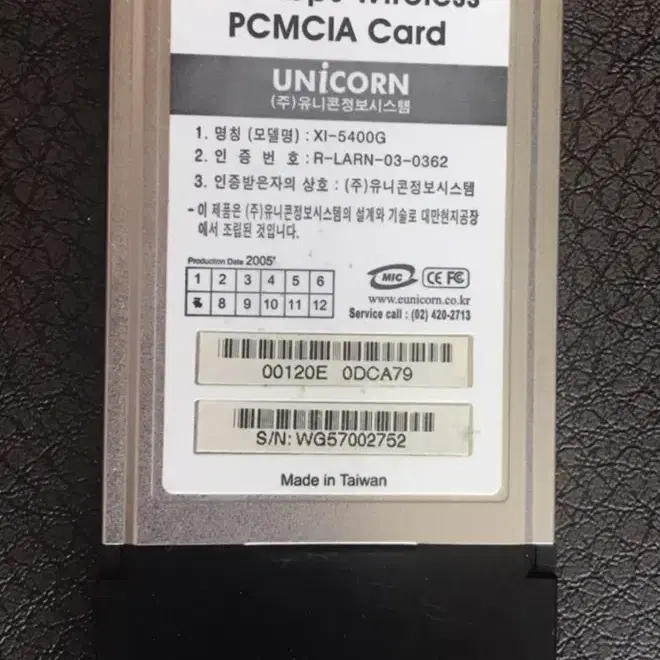 Wireless
PCMCIA Card
UNiCORN
(주)유니콘정보시스템
1. 명칭 (모델명) : XI-5400G
2. 인 증 번 호 : R-LARN-03-0362
3. 인증받은자의 상호 : (주)유니콘정보시스템
- 이 제품은 (주)유니콘정보시스템의 설계와 기술로 대만현지공장
에서 조립된 것입니다.
Production Date 2005'
1 2 3 4 5 6
8 9 10 11 12
MIC CE FC
www.eunicorn.co.kr
Service call : (02) 420-2713
00120E 0DCA79
S/N: WG57002752
Made in Taiwan